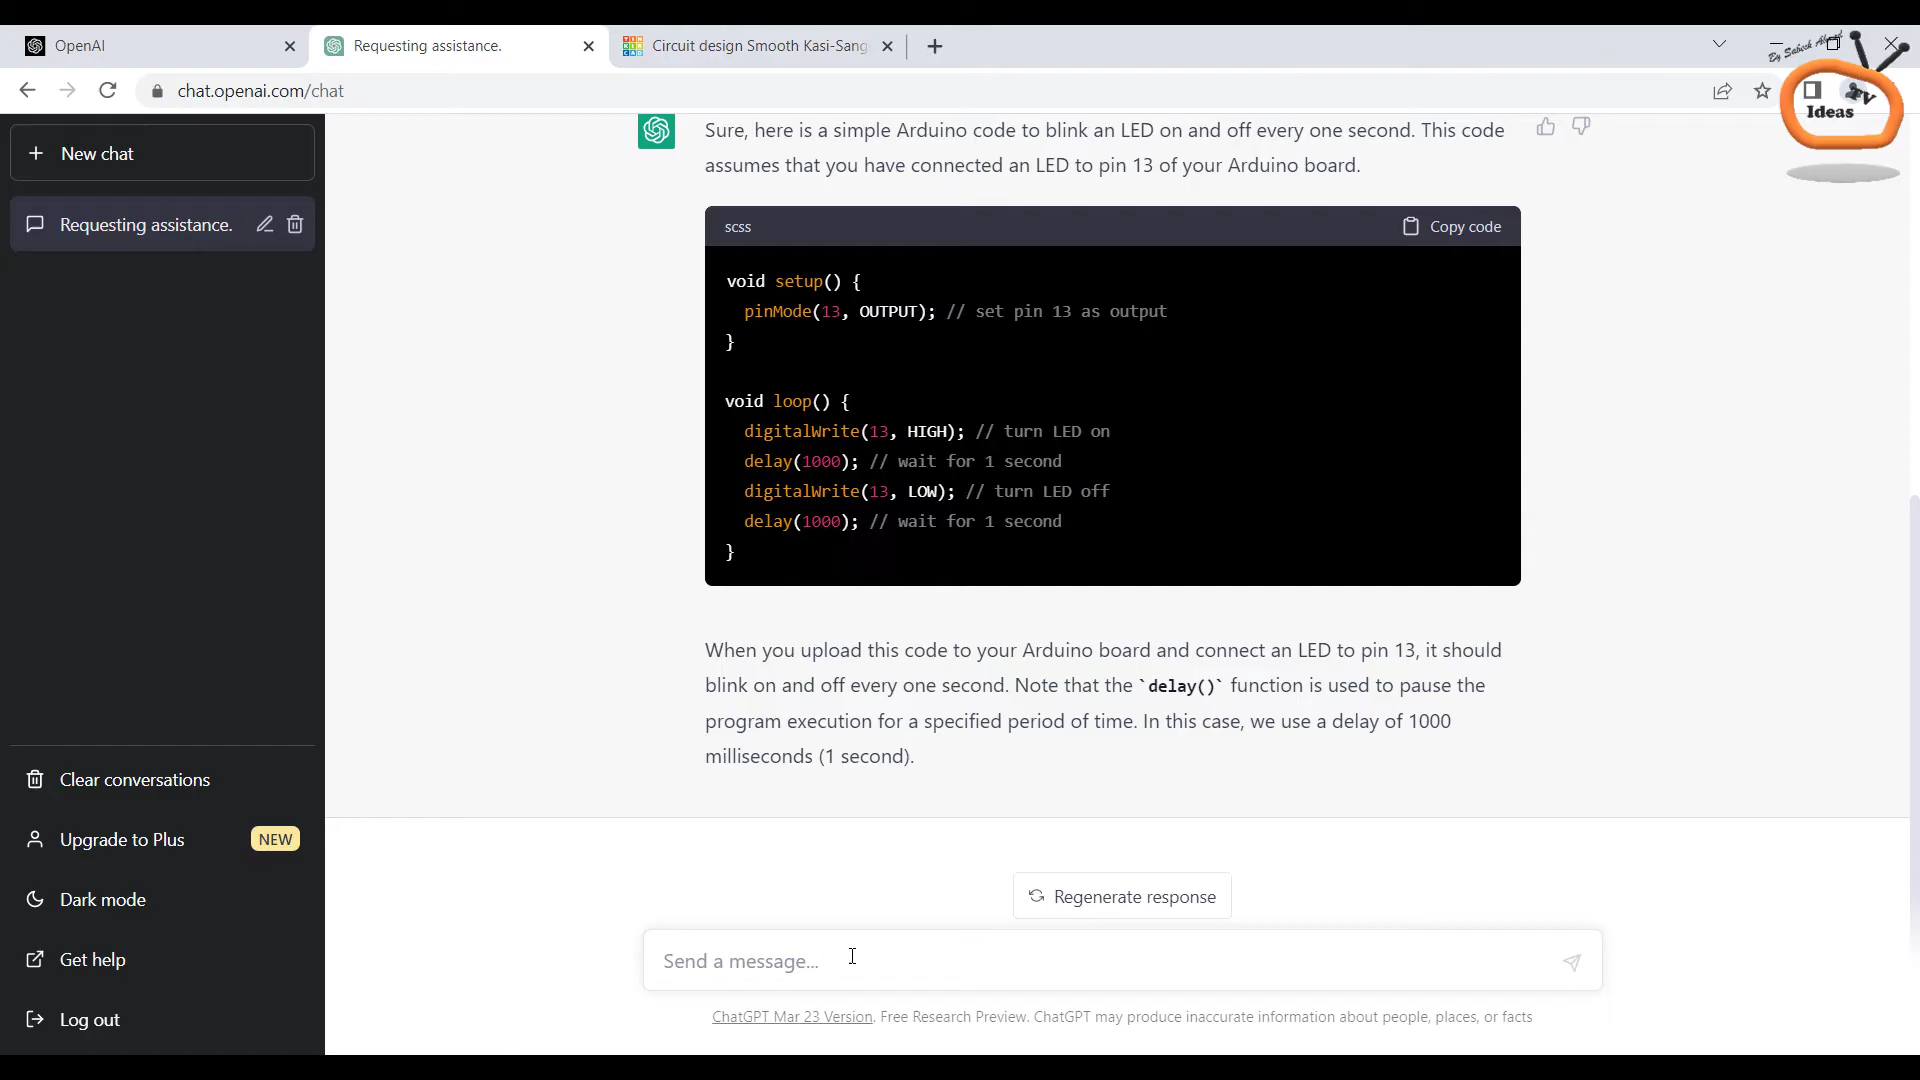 OpenAI
Requesting assistance.
Circuit design Smooth Kasi-Sang
By Sabeeh Ahmad
chat.openai.com/chat
Ideas
TV
New chat
Requesting assistance.
Sure, here is a simple Arduino code to blink an LED on and off every one second. This code
assumes that you have connected an LED to pin 13 of your Arduino board.
scss
Copy code
void setup() {
pinMode(13, OUTPUT); // set pin 13 as output
}
void loop() {
digitalWrite(13, HIGH); // turn LED on
delay(1000); // wait for 1 second
digitalWrite(13, LOW); // turn LED off
delay(1000); // wait for 1 second
}
When you upload this code to your Arduino board and connect an LED to pin 13, it should
blink on and off every one second. Note that the `delay()` function is used to pause the
program execution for a specified period of time. In this case, we use a delay of 1000
milliseconds (1 second).
Clear conversations
Upgrade to Plus
NEW
Dark mode
Get help
Log out
Regenerate response
Send a message...
ChatGPT Mar 23 Version. Free Research Preview. ChatGPT may produce inaccurate information about people, places, or facts